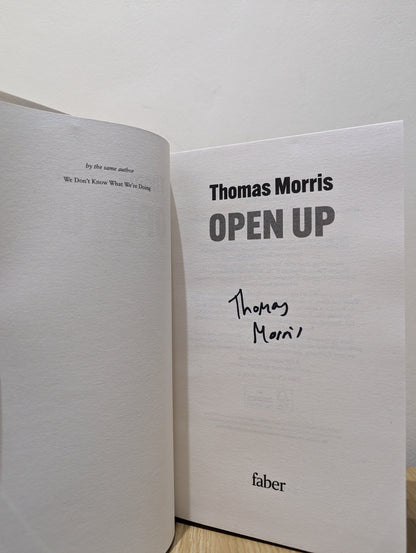 by the same author
We Don't Know What We're Doing
Thomas Morris
OPEN UP
Thomas
Morris
faber